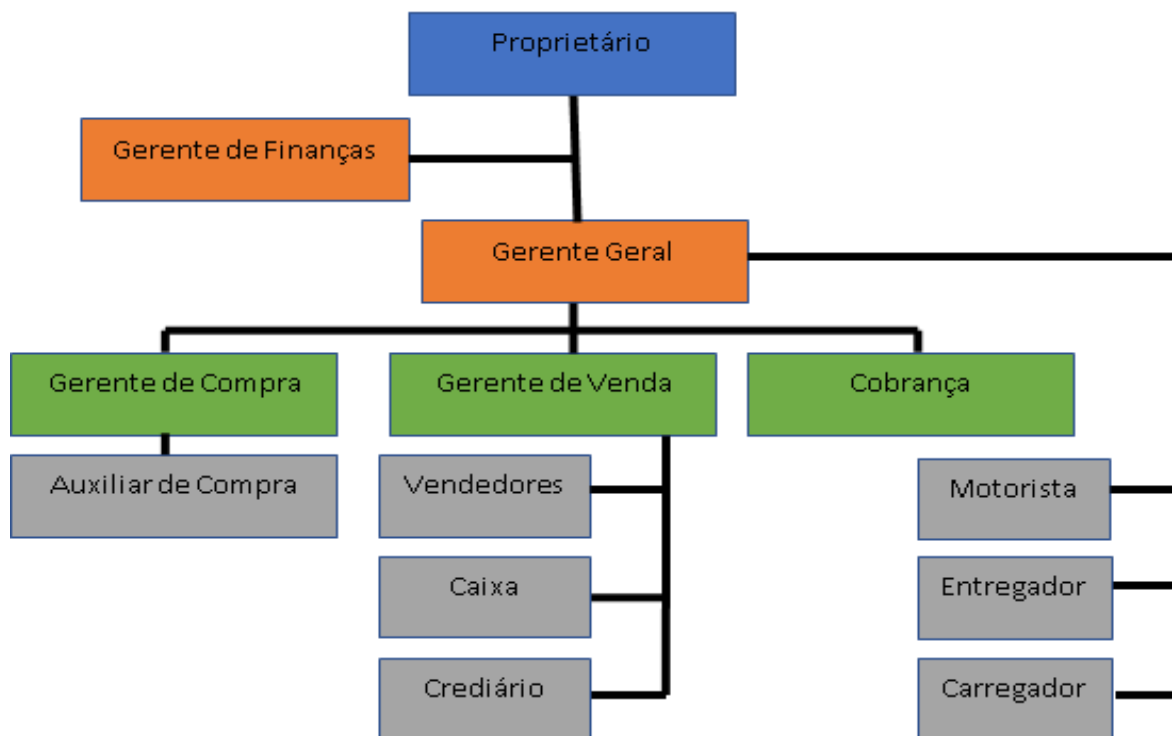 Proprietário
Gerente de Finanças
Gerente Geral
Gerente de Compra
Gerente de Venda
Cobrança
Auxiliar de Compra
Vendedores
Motorista
Caixa
Entregador
Crediário
Carregador